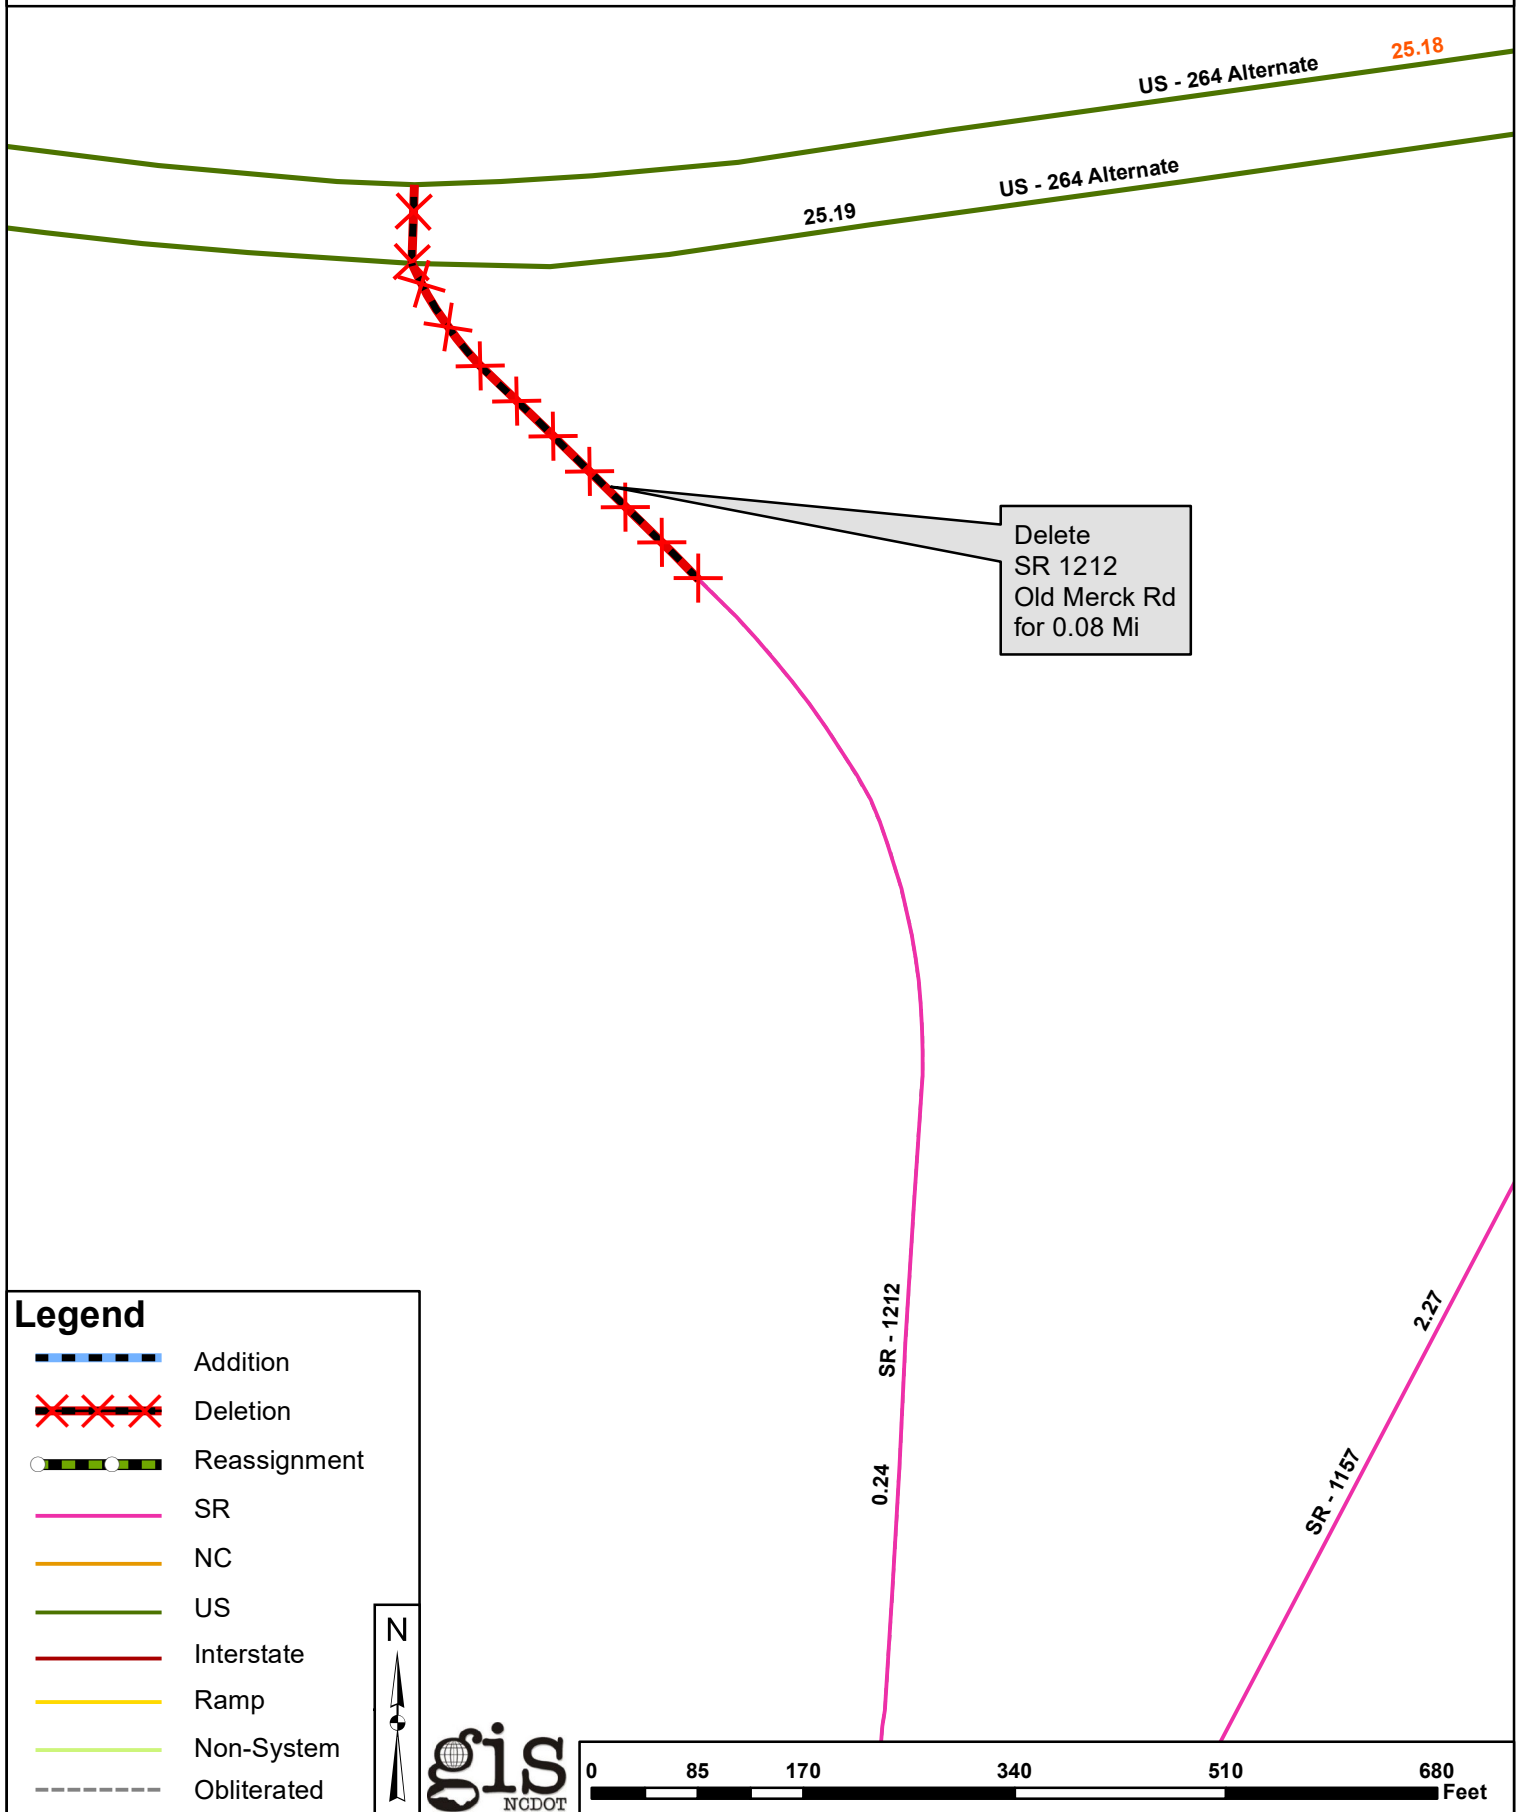 25.18
US - 264 Alternate
US - 264 Alternate
25.19
Delete
SR 1212
Old Merck Rd
for 0.08 Mi
SR - 1212
0.24
2.27
SR - 1157
Legend
Addition
Deletion
Reassignment
SR
NC
US
Interstate
Ramp
Non-System
Obliterated
N
gis
NCDOT
0 85 170 340 510 680
Feet